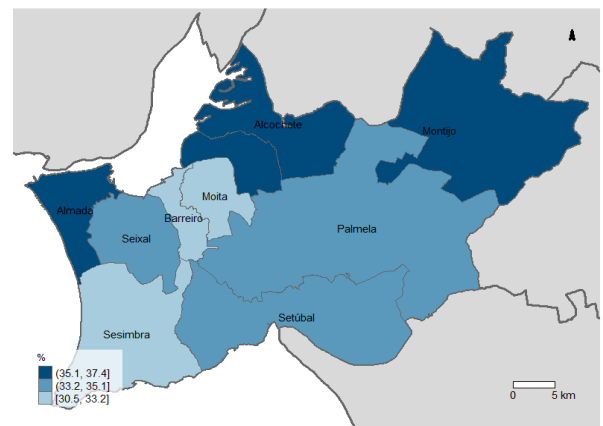 Alcochete
Montijo
Almada
Moita
Barreiro
Seixal
Palmela
Setúbal
Sesimbra
%
(35.1, 37.4]
(33.2, 35.1]
[30.5, 33.2]
0 5 km